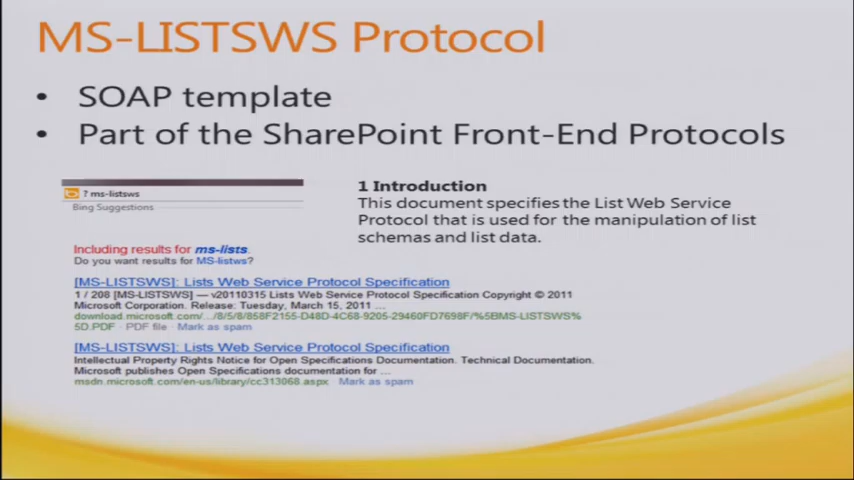 MS-LISTSWS Protocol
• SOAP template
• Part of the SharePoint Front-End Protocols
? ms-listsws
Bing Suggestions
1 Introduction
This document specifies the List Web Service
Protocol that is used for the manipulation of list
schemas and list data.
Including results for ms-lists.
Do you want results for MS-listws?
[MS-LISTSWS]: Lists Web Service Protocol Specification
1 / 208 [MS-LISTSWS] — v20110315 Lists Web Service Protocol Specification Copyright © 2011
Microsoft Corporation. Release: Tuesday, March 15, 2011 ...
download.microsoft.com/.../8/5/8/858F2155-D48D-4C68-9205-29460FD7698F/%5BMS-LISTSWS%
5D.PDF · PDF file · Mark as spam
[MS-LISTSWS]: Lists Web Service Protocol Specification
Intellectual Property Rights Notice for Open Specifications Documentation. Technical Documentation.
Microsoft publishes Open Specifications documentation for ...
msdn.microsoft.com/en-us/library/cc313068.aspx · Mark as spam